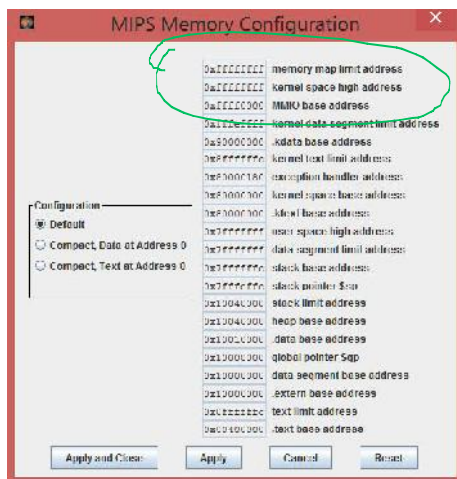 MIPS Memory Configuration
0xffffffff memory map limit address
0xffffffff kernel space high address
0xffff0000 MMIO base address
0xfffeffff kernel data segment limit address
0x90000000 .kdata base address
0x8ffffffc kernel text limit address
0x80000180 exception handler address
0x80000000 kernel space base address
0x80000000 .ktext base address
0x7fffffff user space high address
0x7fffffff data segment limit address
0x7ffffffc stack base address
0x7fffeffc stack pointer $sp
0x10040000 stack limit address
0x10040000 heap base address
0x10010000 .data base address
0x10008000 global pointer $gp
0x10000000 data segment base address
0x10000000 .extern base address
0x0ffffffc text limit address
0x00400000 .text base address
Configuration
Default
Compact, Data at Address 0
Compact, Text at Address 0
Apply and Close
Apply
Cancel
Reset